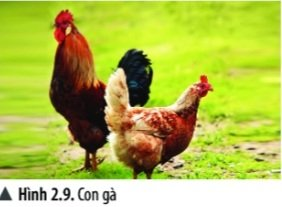 ▲ Hình 2.9. Con gà